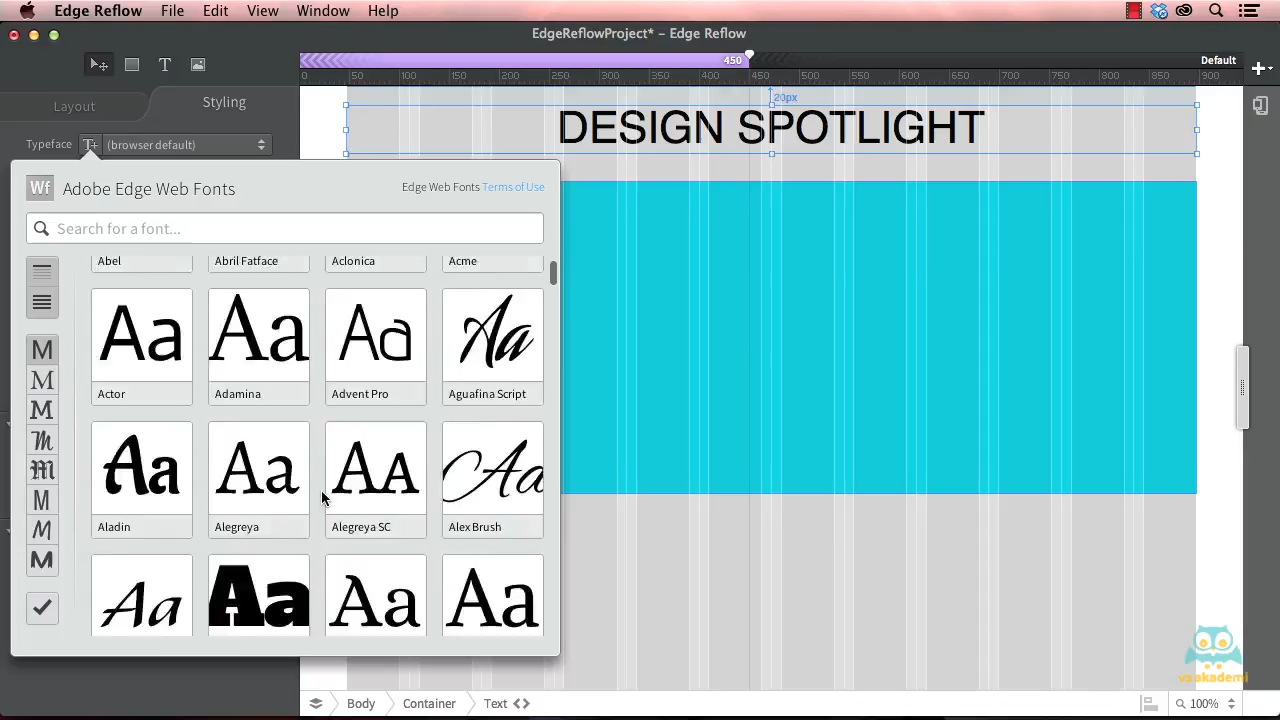 Edge Reflow File Edit View Window Help
EdgeReflowProject* – Edge Reflow
450
Default
0 50 100 150 200 250 300 350 400 450 500 550 600 650 700 750 800 850 900
T
Layout
Styling
Typeface T+ (browser default)
20px
DESIGN SPOTLIGHT
Wf Adobe Edge Web Fonts
Edge Web Fonts Terms of Use
Search for a font...
Abel Abril Fatface Aclonica Acme
Aa Aa Aa Aa
Actor Adamina Advent Pro Aguafina Script
Aa Aa AA Aa
Aladin Alegreya Alegreya SC Alex Brush
Aa Aa Aa Aa
M
M
M
M
M
M
M
M
Body Container Text
100%
vs akademi